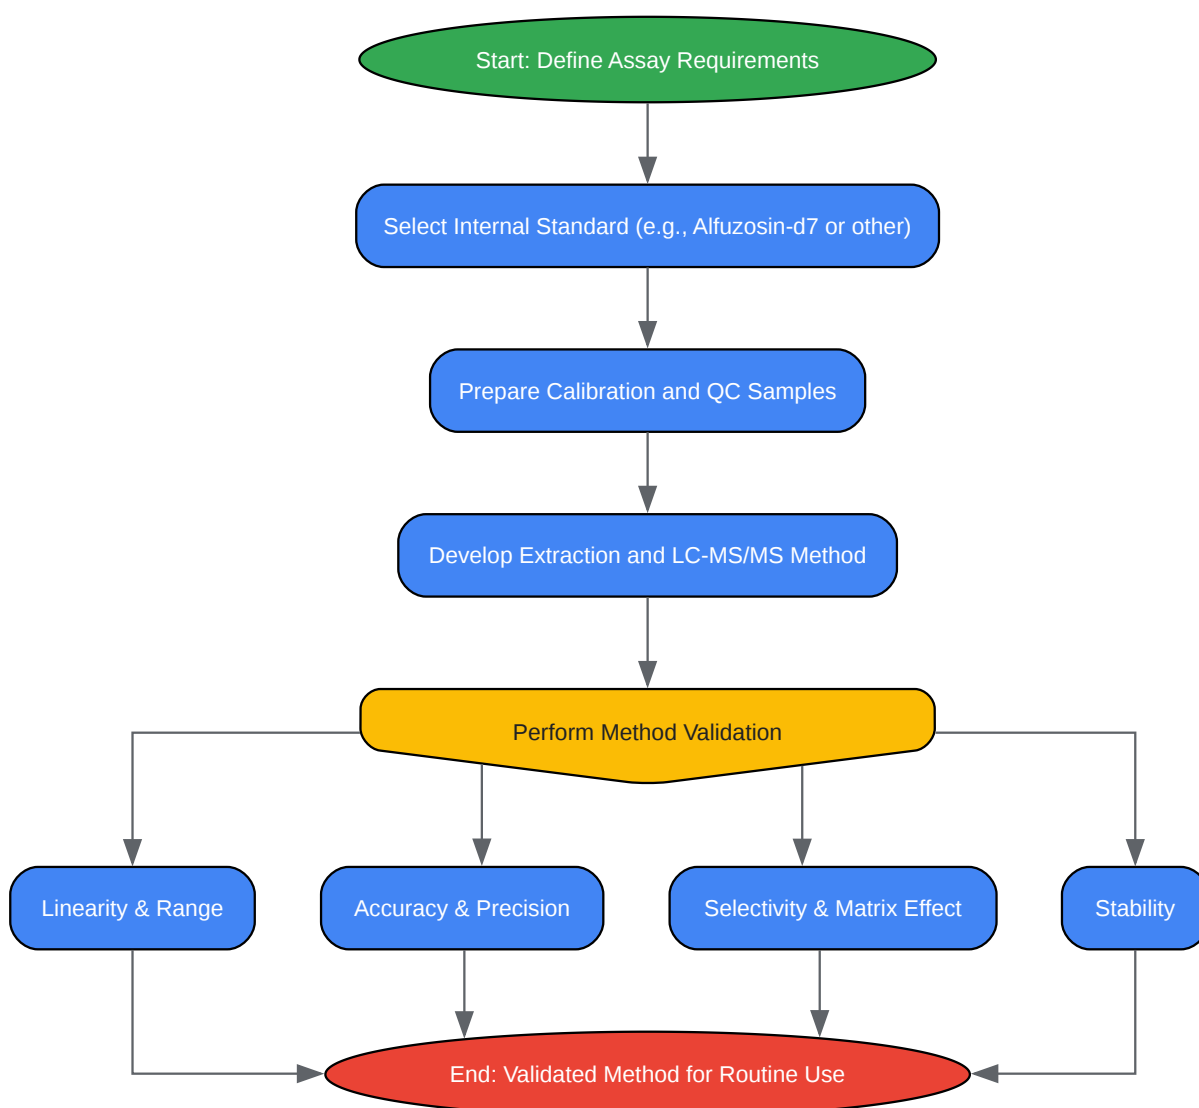 Start: Define Assay Requirements
Select Internal Standard (e.g., Alfuzosin-d7 or other)
Prepare Calibration and QC Samples
Develop Extraction and LC-MS/MS Method
Perform Method Validation
Linearity & Range
Accuracy & Precision
Selectivity & Matrix Effect
Stability
End: Validated Method for Routine Use